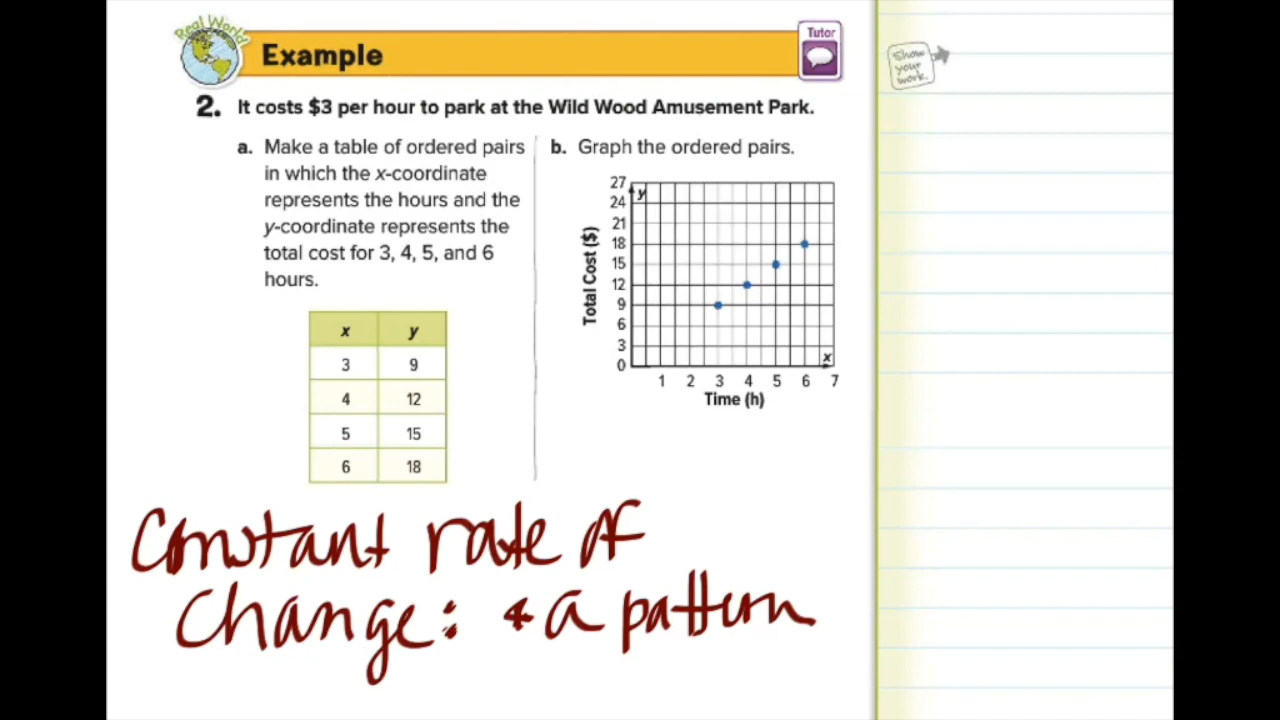 Real World
Example
Tutor
Show
your
work.
2. It costs $3 per hour to park at the Wild Wood Amusement Park.
a. Make a table of ordered pairs
in which the x-coordinate
represents the hours and the
y-coordinate represents the
total cost for 3, 4, 5, and 6
hours.
x y
3 9
4 12
5 15
6 18
b. Graph the ordered pairs.
Total Cost ($)
27
24
21
18
15
12
9
6
3
0
y
x
1 2 3 4 5 6 7
Time (h)
Constant rate of
change: * a pattern